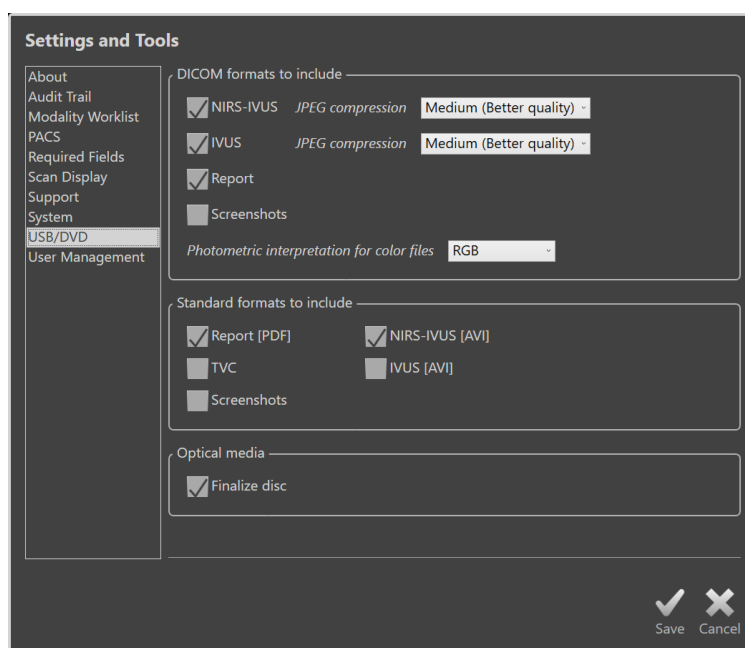 Settings and Tools
About
Audit Trail
Modality Worklist
PACS
Required Fields
Scan Display
Support
System
USB/DVD
User Management
DICOM formats to include
NIRS-IVUS JPEG compression Medium (Better quality)
IVUS JPEG compression Medium (Better quality)
Report
Screenshots
Photometric interpretation for color files RGB
Standard formats to include
Report [PDF] NIRS-IVUS [AVI]
TVC IVUS [AVI]
Screenshots
Optical media
Finalize disc
Save Cancel